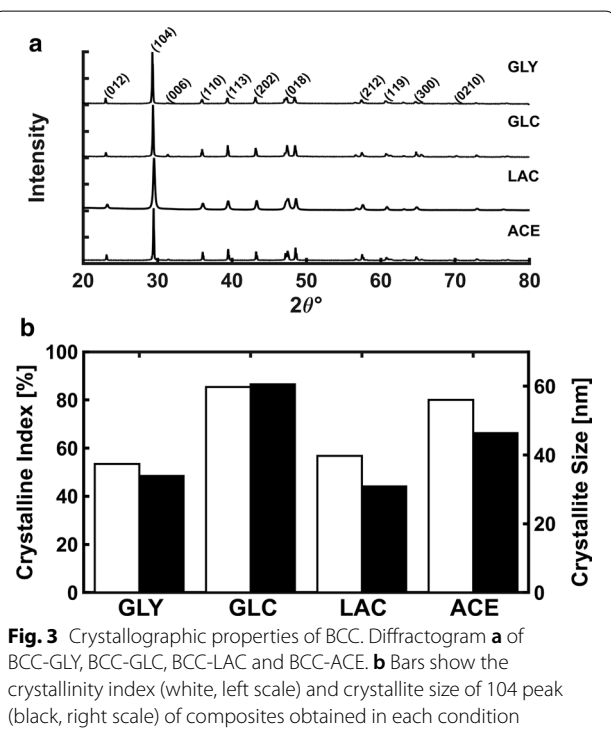 a
(104)
(012)
(006)
(110)
(113)
(202)
(018)
(212)
(119)
(300)
(0210)
GLY
GLC
LAC
ACE
Intensity
20 30 40 50 60 70 80
2θ°
b
100
80
60
40
20
0
Crystalline Index [%]
60
40
20
0
Crystallite Size [nm]
GLY GLC LAC ACE
Fig. 3 Crystallographic properties of BCC. Diffractogram a of
BCC-GLY, BCC-GLC, BCC-LAC and BCC-ACE. b Bars show the
crystallinity index (white, left scale) and crystallite size of 104 peak
(black, right scale) of composites obtained in each condition